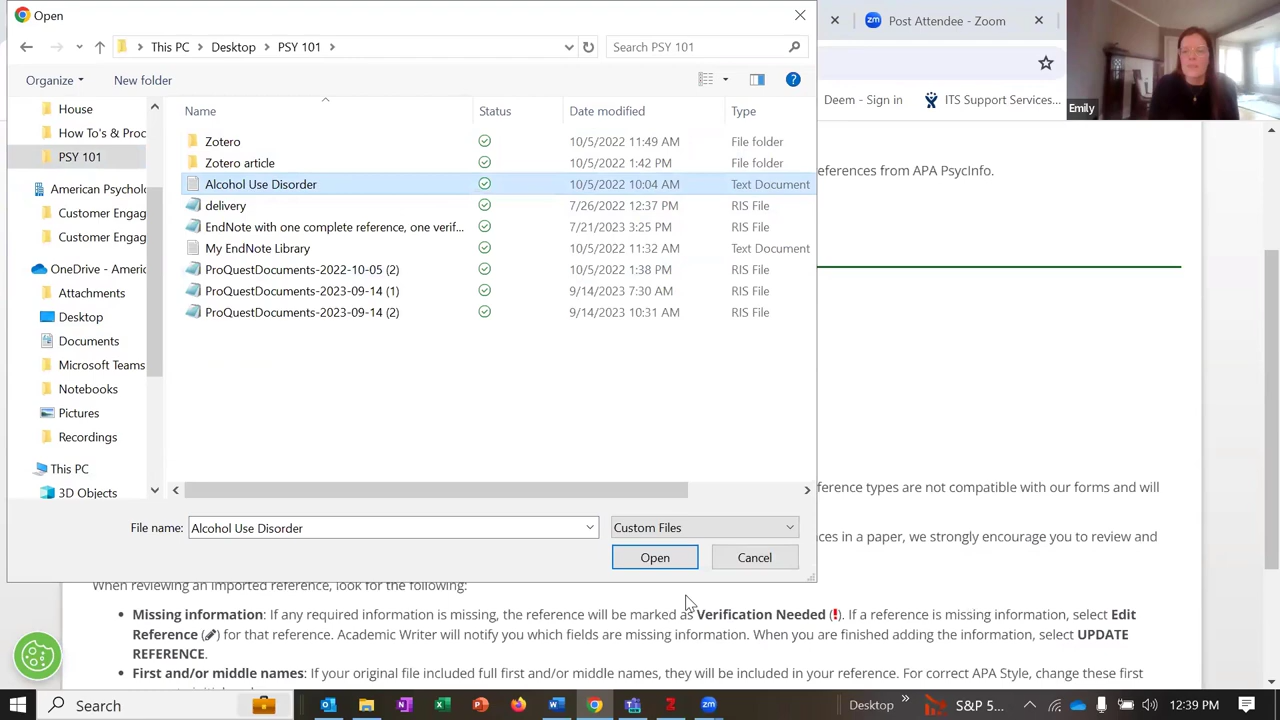 Open
Post Attendee - Zoom
This PC
Desktop
PSY 101
Search PSY 101
Organize
New folder
Deem - Sign in
ITS Support Services...
Emily
House
How To's & Proc
PSY 101
American Psycholo
Customer Engag
Customer Engag
OneDrive - Americ
Attachments
Desktop
Documents
Microsoft Teams
Notebooks
Pictures
Recordings
This PC
3D Objects
Name Status Date modified Type
Zotero 10/5/2022 11:49 AM File folder
Zotero article 10/5/2022 1:42 PM File folder
Alcohol Use Disorder 10/5/2022 10:04 AM Text Document
delivery 7/26/2022 12:37 PM RIS File
EndNote with one complete reference, one verif... 7/21/2023 3:25 PM RIS File
My EndNote Library 10/5/2022 11:32 AM Text Document
ProQuestDocuments-2022-10-05 (2) 10/5/2022 1:38 PM RIS File
ProQuestDocuments-2023-09-14 (1) 9/14/2023 7:30 AM RIS File
ProQuestDocuments-2023-09-14 (2) 9/14/2023 10:31 AM RIS File
File name: Alcohol Use Disorder Custom Files
Open Cancel
eferences from APA PsycInfo.
ference types are not compatible with our forms and will
ces in a paper, we strongly encourage you to review and
When reviewing an imported reference, look for the following:
• Missing information: If any required information is missing, the reference will be marked as Verification Needed (!). If a reference is missing information, select Edit
Reference ( ) for that reference. Academic Writer will notify you which fields are missing information. When you are finished adding the information, select UPDATE
REFERENCE.
• First and/or middle names: If your original file included full first and/or middle names, they will be included in your reference. For correct APA Style, change these first
Search
Desktop
S&P 5...
12:39 PM